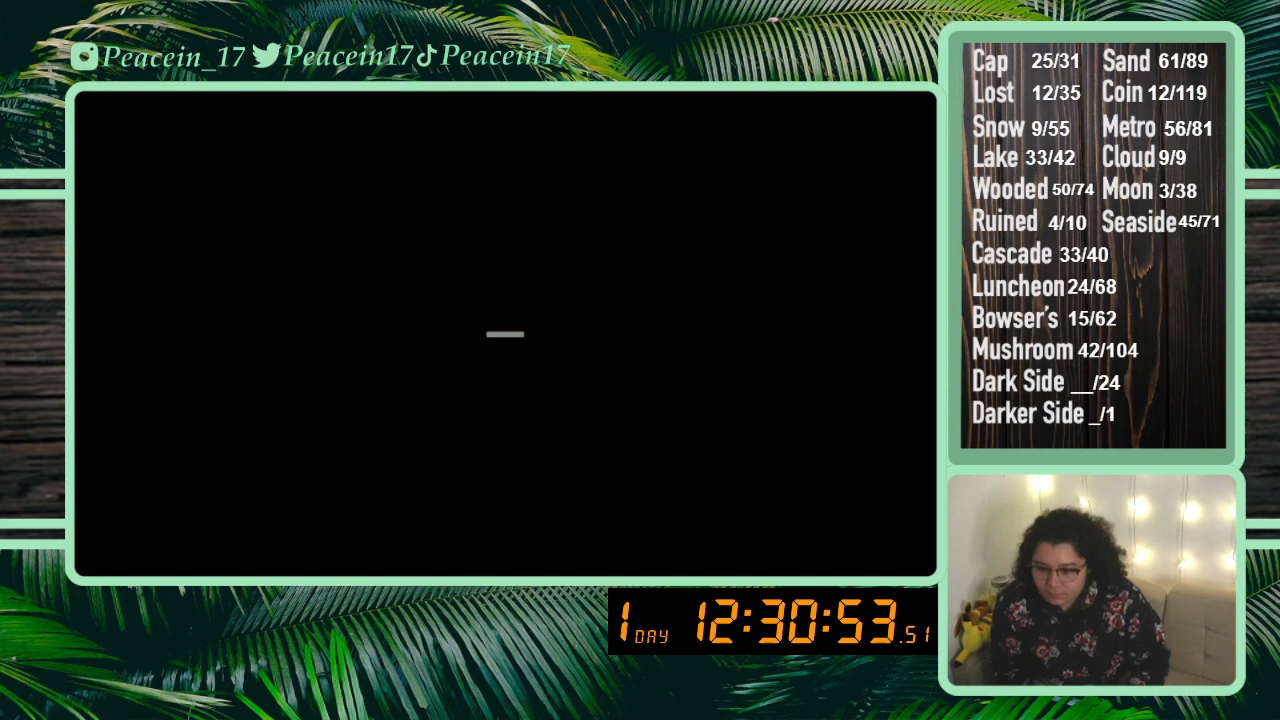 Peacein_17 Peacein17 Peacein17
Cap 25/31 Sand 61/89
Lost 12/35 Coin 12/119
Snow 9/55 Metro 56/81
Lake 33/42 Cloud 9/9
Wooded 50/74 Moon 3/38
Ruined 4/10 Seaside 45/71
Cascade 33/40
Luncheon 24/68
Bowser's 15/62
Mushroom 42/104
Dark Side __/24
Darker Side _/1
1 DAY 12:30:53.51